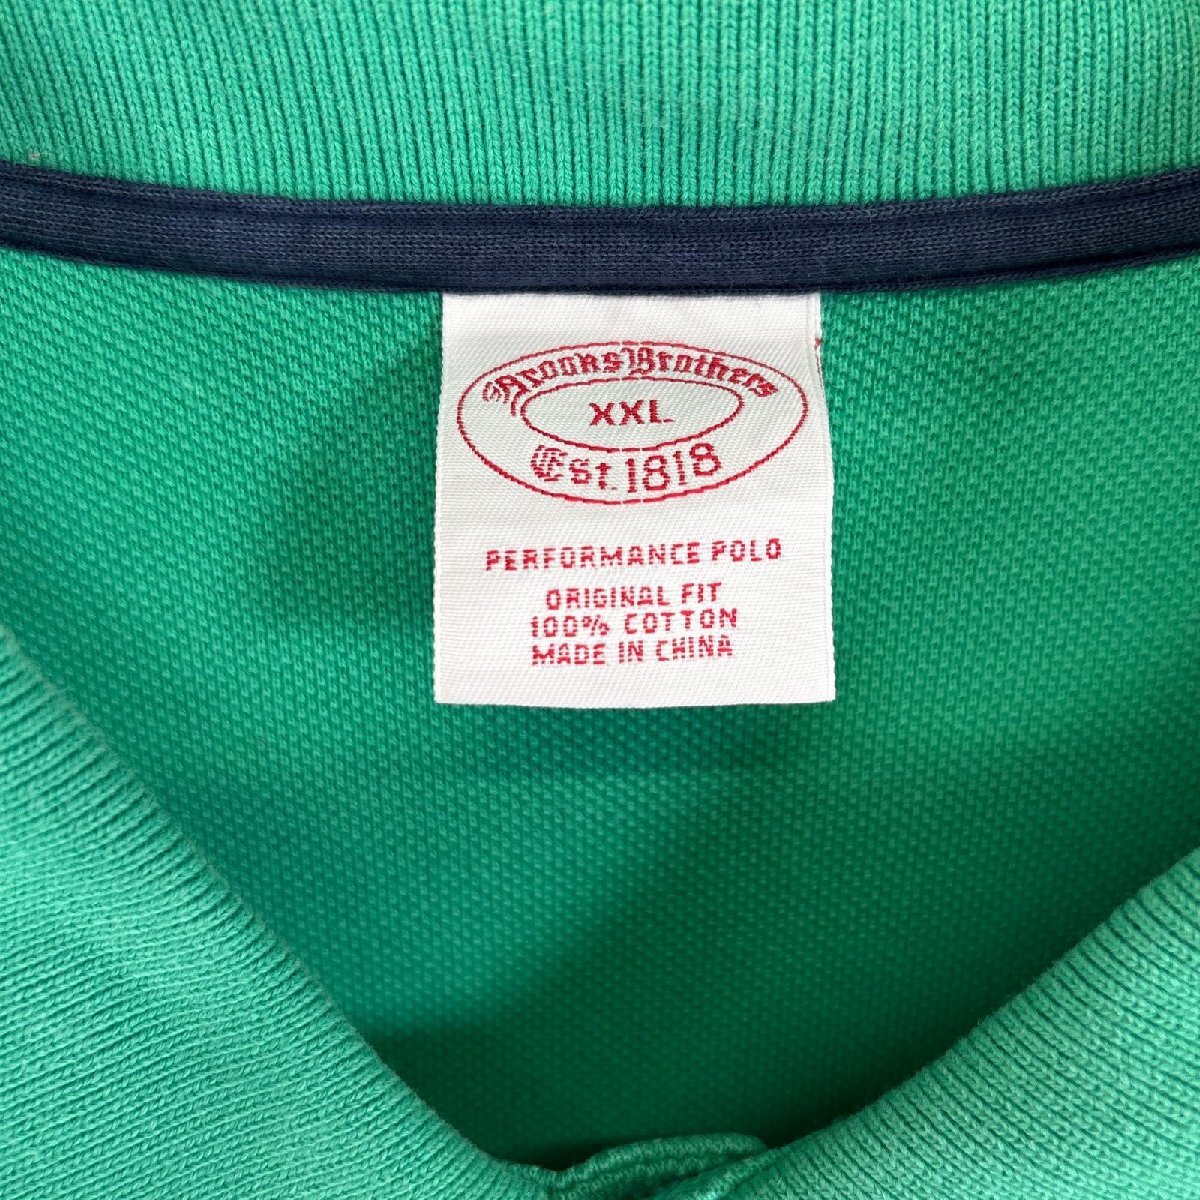 Brooks Brothers
XXL
Est. 1818
PERFORMANCE POLO
ORIGINAL FIT
100% COTTON
MADE IN CHINA